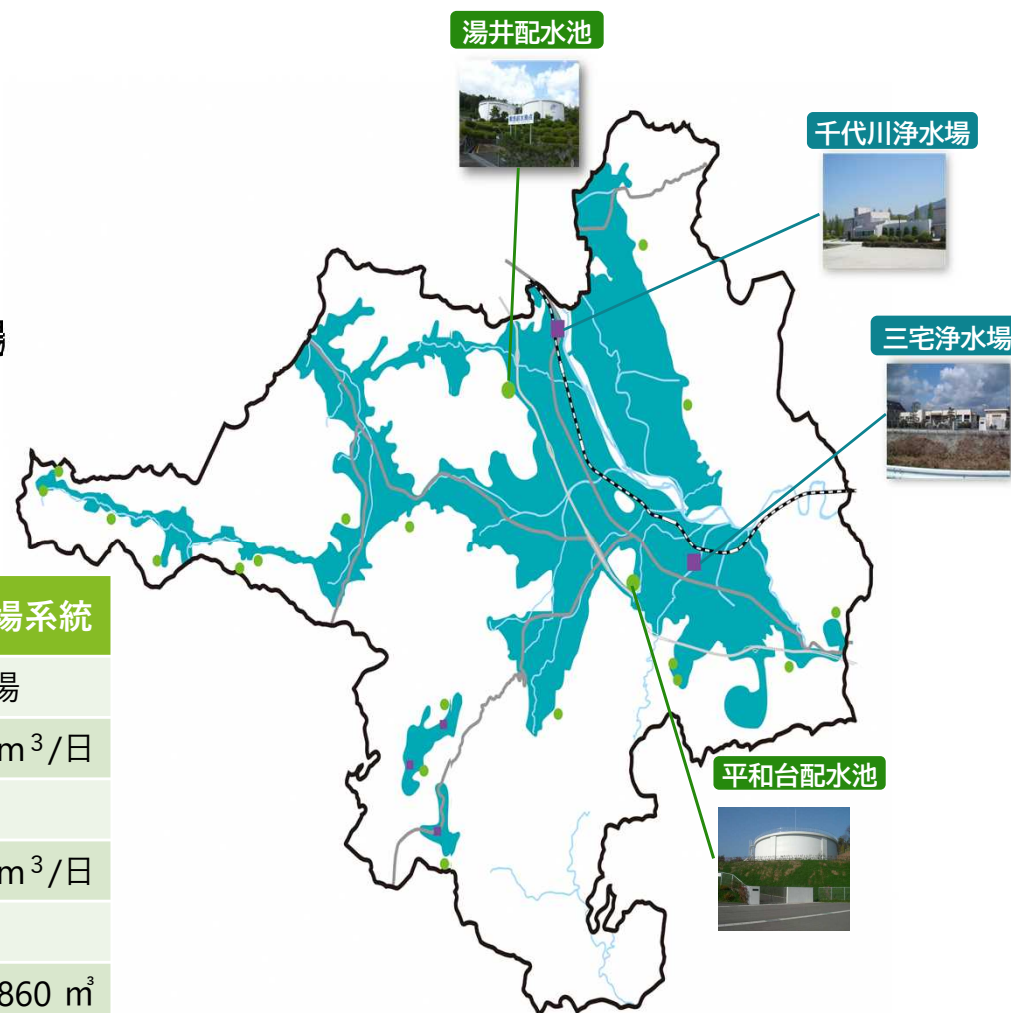 湯井配水池
千代川浄水場
三宅浄水場
場
場系統
場
m³/日
m³/日
860 m³
平和台配水池